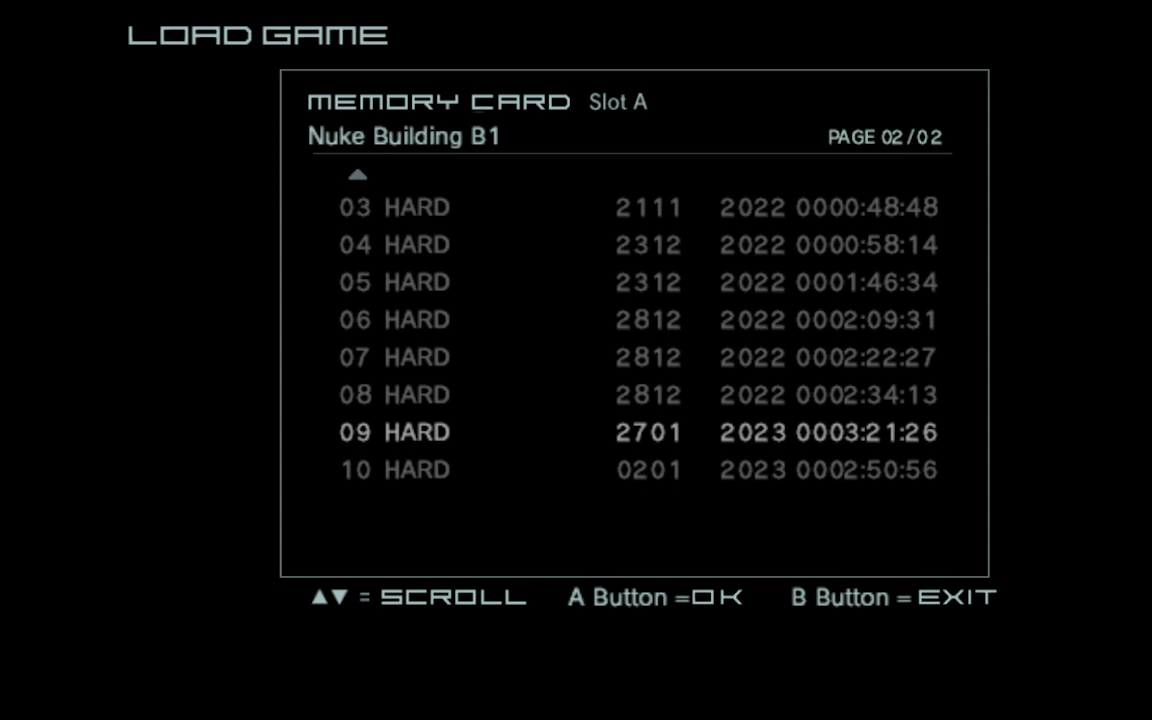 LOAD GAME
MEMORY CARD Slot A
Nuke Building B1 PAGE 02/02
03 HARD 2111 2022 0000:48:48
04 HARD 2312 2022 0000:58:14
05 HARD 2312 2022 0001:46:34
06 HARD 2812 2022 0002:09:31
07 HARD 2812 2022 0002:22:27
08 HARD 2812 2022 0002:34:13
09 HARD 2701 2023 0003:21:26
10 HARD 0201 2023 0002:50:56
▲▼ = SCROLL A Button =OK B Button = EXIT